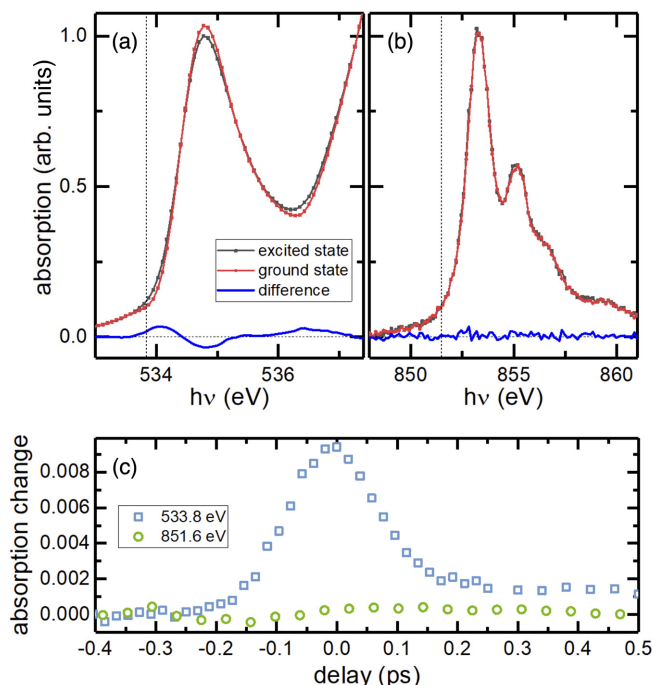 (a)
(b)
1.0
0.5
0.0
absorption (arb. units)
excited state
ground state
difference
534
536
850
855
860
hν (eV)
hν (eV)
(c)
533.8 eV
851.6 eV
0.008
0.006
0.004
0.002
0.000
absorption change
-0.4
-0.3
-0.2
-0.1
0.0
0.1
0.2
0.3
0.4
0.5
delay (ps)